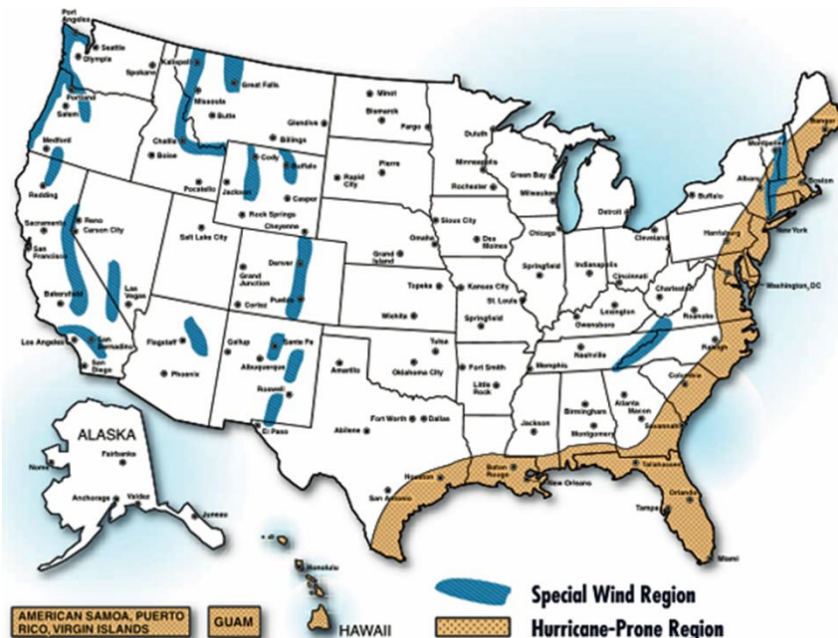 Port
Angeles
Seattle
Olympia
Spokane
Kalispell
Great Falls
Portland
Salem
Missoula
Butte
Glendive
Minot
Bismarck
Fargo
Duluth
Medford
Challis
Boise
Billings
Cody
Buffalo
Pierre
Rapid
City
Minneapolis
Rochester
Green Bay
Milwaukee
Montpelier
Bangor
Redding
Pocatello
Jackson
Casper
Rock Springs
Cheyenne
Sioux City
Des
Moines
Omaha
Chicago
Detroit
Buffalo
Albany
Boston
New York
Sacramento
Reno
Carson City
San
Francisco
Salt Lake City
Grand
Junction
Denver
Pueblo
Cortez
Grand
Island
Topeka
Wichita
Kansas City
St. Louis
Springfield
Springfield
Indianapolis
Cincinnati
Cleveland
Harrisburg
Washington, DC
Charleston
Roanoke
Lexington
Owensboro
Bakersfield
Las
Vegas
Los Angeles
San
Bernadino
San
Diego
Flagstaff
Phoenix
Gallup
Santa Fe
Albuquerque
Roswell
El Paso
Amarillo
Tulsa
Oklahoma City
Fort Smith
Little
Rock
Memphis
Nashville
Raleigh
Columbia
Atlanta
Macon
Savannah
Birmingham
Montgomery
Jackson
Fort Worth
Dallas
Abilene
San Antonio
Houston
Baton
Rouge
New Orleans
Tallahassee
Orlando
Tampa
Miami
ALASKA
Nome
Fairbanks
Anchorage
Valdez
Juneau
Honolulu
HAWAII
AMERICAN SAMOA, PUERTO
RICO, VIRGIN ISLANDS
GUAM
Special Wind Region
Hurricane-Prone Region